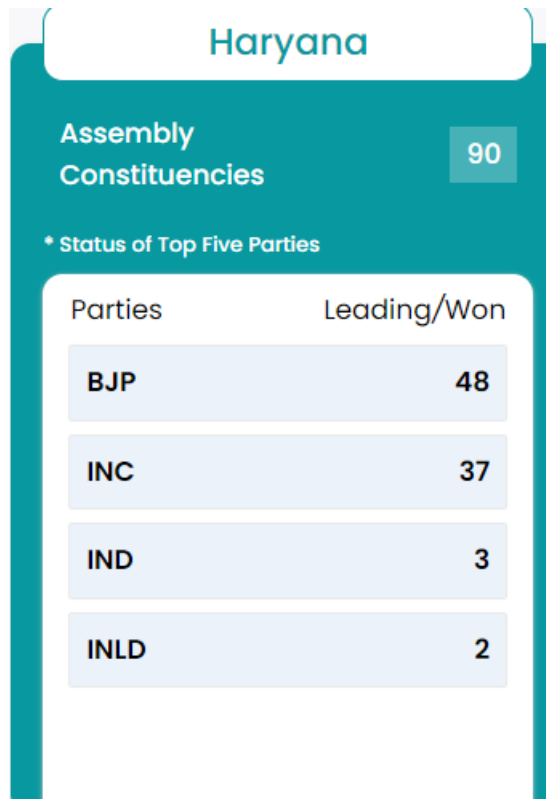 Haryana
Assembly
Constituencies
90
* Status of Top Five Parties
Parties Leading/Won
BJP 48
INC 37
IND 3
INLD 2